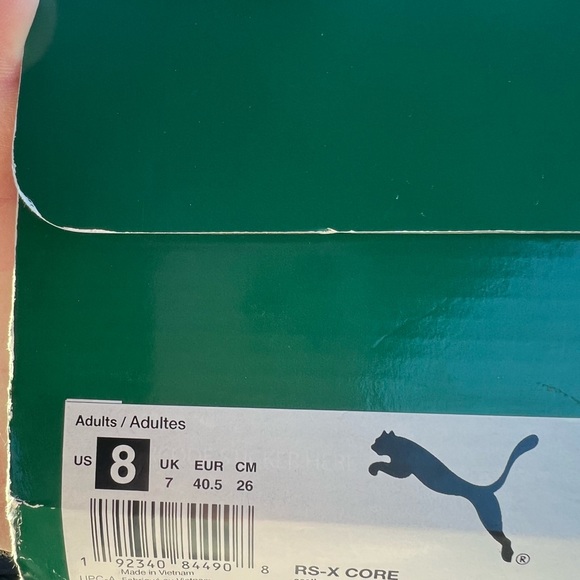 Adults / Adultes
US 8 UK 7 EUR 40.5 CM 26
1 92340 84490 8
Made in Vietnam
RS-X CORE
®